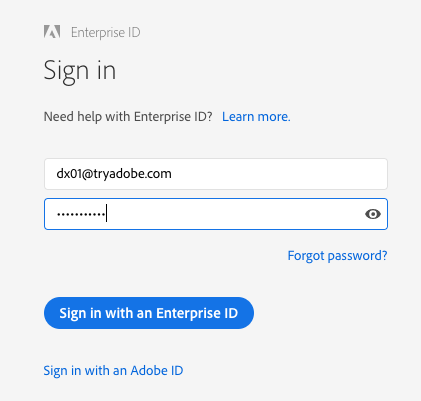 Enterprise ID
Sign in
Need help with Enterprise ID? Learn more.
dx01@tryadobe.com
•••••••••••
Forgot password?
Sign in with an Enterprise ID
Sign in with an Adobe ID